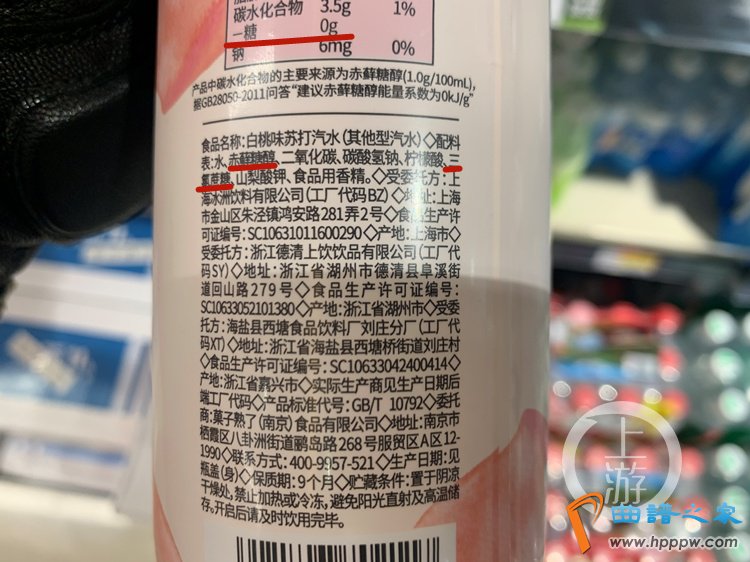 碳水化合物 3.5g 1%
—糖 0g
钠 6mg 0%
产品中碳水化合物的主要来源为赤藓糖醇(1.0g/100mL),
据GB28050-2011问答“建议赤藓糖醇能量系数为0kJ/g”
食品名称:白桃味苏打汽水(其他型汽水)◇配料
表:水、赤藓糖醇、二氧化碳、碳酸氢钠、柠檬酸、三
氯蔗糖、山梨酸钾、食品用香精。◇受委托方:上
海冰洲饮料有限公司(工厂代码BZ)◇地址:上海
市金山区朱泾镇鸿安路281弄2号◇食品生产许
可证编号:SC10631011600290◇产地:上海市◇
受委托方:浙江德清上饮饮品有限公司(工厂代
码SY)◇地址:浙江省湖州市德清县阜溪街
道回山路279号◇食品生产许可证编号:
SC10633052101380◇产地:浙江省湖州市◇受委
托方:海盐县西塘食品饮料厂刘庄分厂(工厂代
码XT)◇地址:浙江省海盐县西塘桥街道刘庄村
◇食品生产许可证编号:SC10633042400414◇
产地:浙江省嘉兴市◇实际生产商见生产日期后
端工厂代码◇产品标准代号:GB/T 10792◇委托
商:菓子熟了(南京)食品有限公司◇地址:南京市
栖霞区八卦洲街道鹂岛路268号服贸区A区12-
1990◇联系方式:400-9957-521◇生产日期:见
瓶盖(身)◇保质期:9个月◇贮藏条件:置于阴凉
干燥处,禁止加热或冷冻,避免阳光直射及高温储
存。开启后请及时饮用完毕。
上游
曲谱之家
www.hppw.com